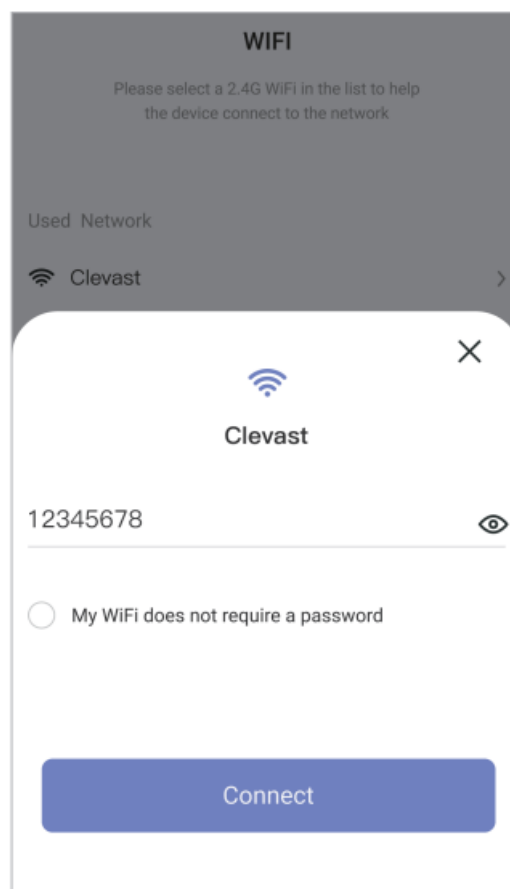 WIFI
Please select a 2.4G WiFi in the list to help
the device connect to the network
Used Network
Clevast
Clevast
12345678
My WiFi does not require a password
Connect